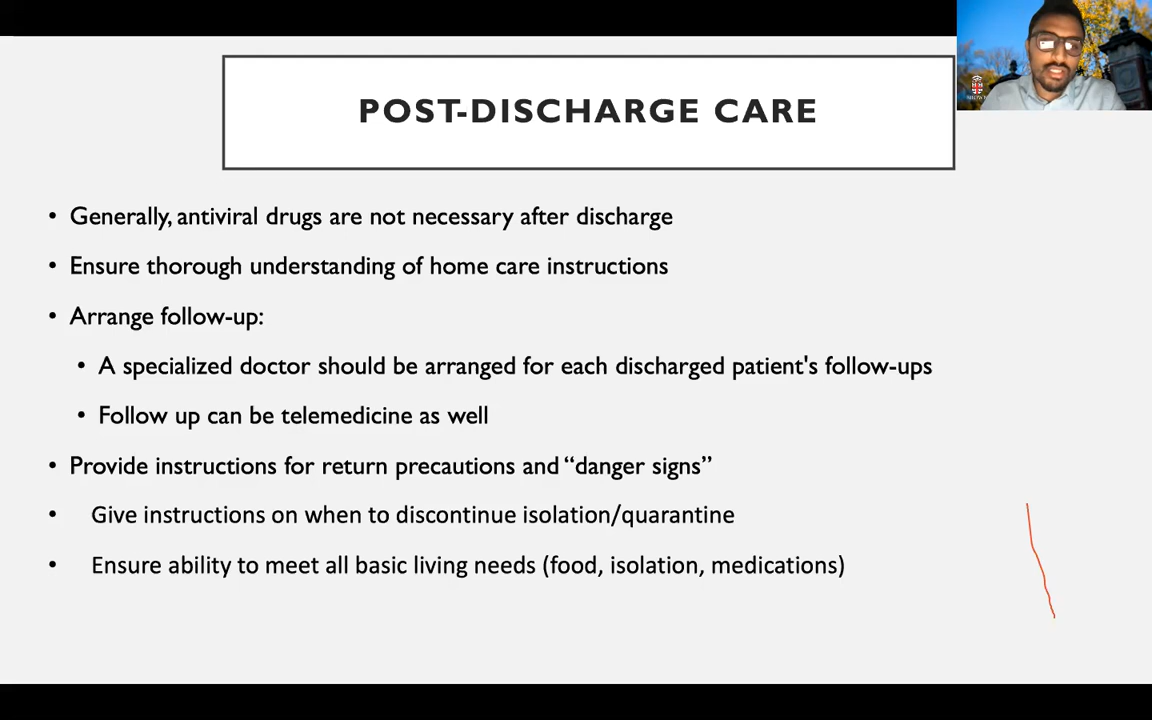 POST-DISCHARGE CARE
• Generally, antiviral drugs are not necessary after discharge
• Ensure thorough understanding of home care instructions
• Arrange follow-up:
• A specialized doctor should be arranged for each discharged patient's follow-ups
• Follow up can be telemedicine as well
• Provide instructions for return precautions and “danger signs”
• Give instructions on when to discontinue isolation/quarantine
• Ensure ability to meet all basic living needs (food, isolation, medications)